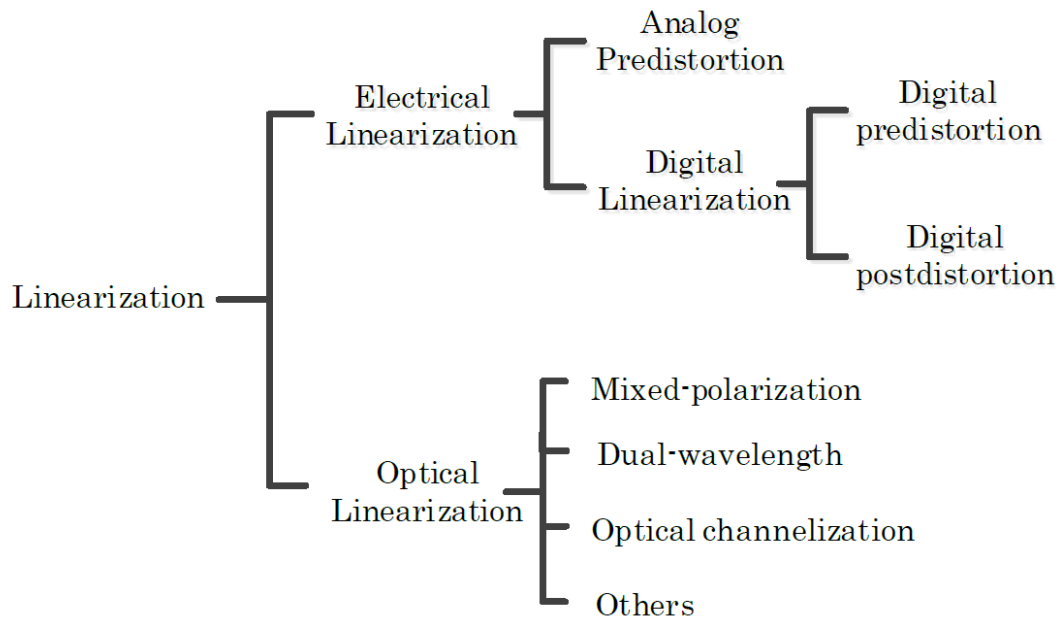 Linearization
Electrical
Linearization
Analog
Predistortion
Digital
Linearization
Digital
predistortion
Digital
postdistortion
Optical
Linearization
Mixed-polarization
Dual-wavelength
Optical channelization
Others